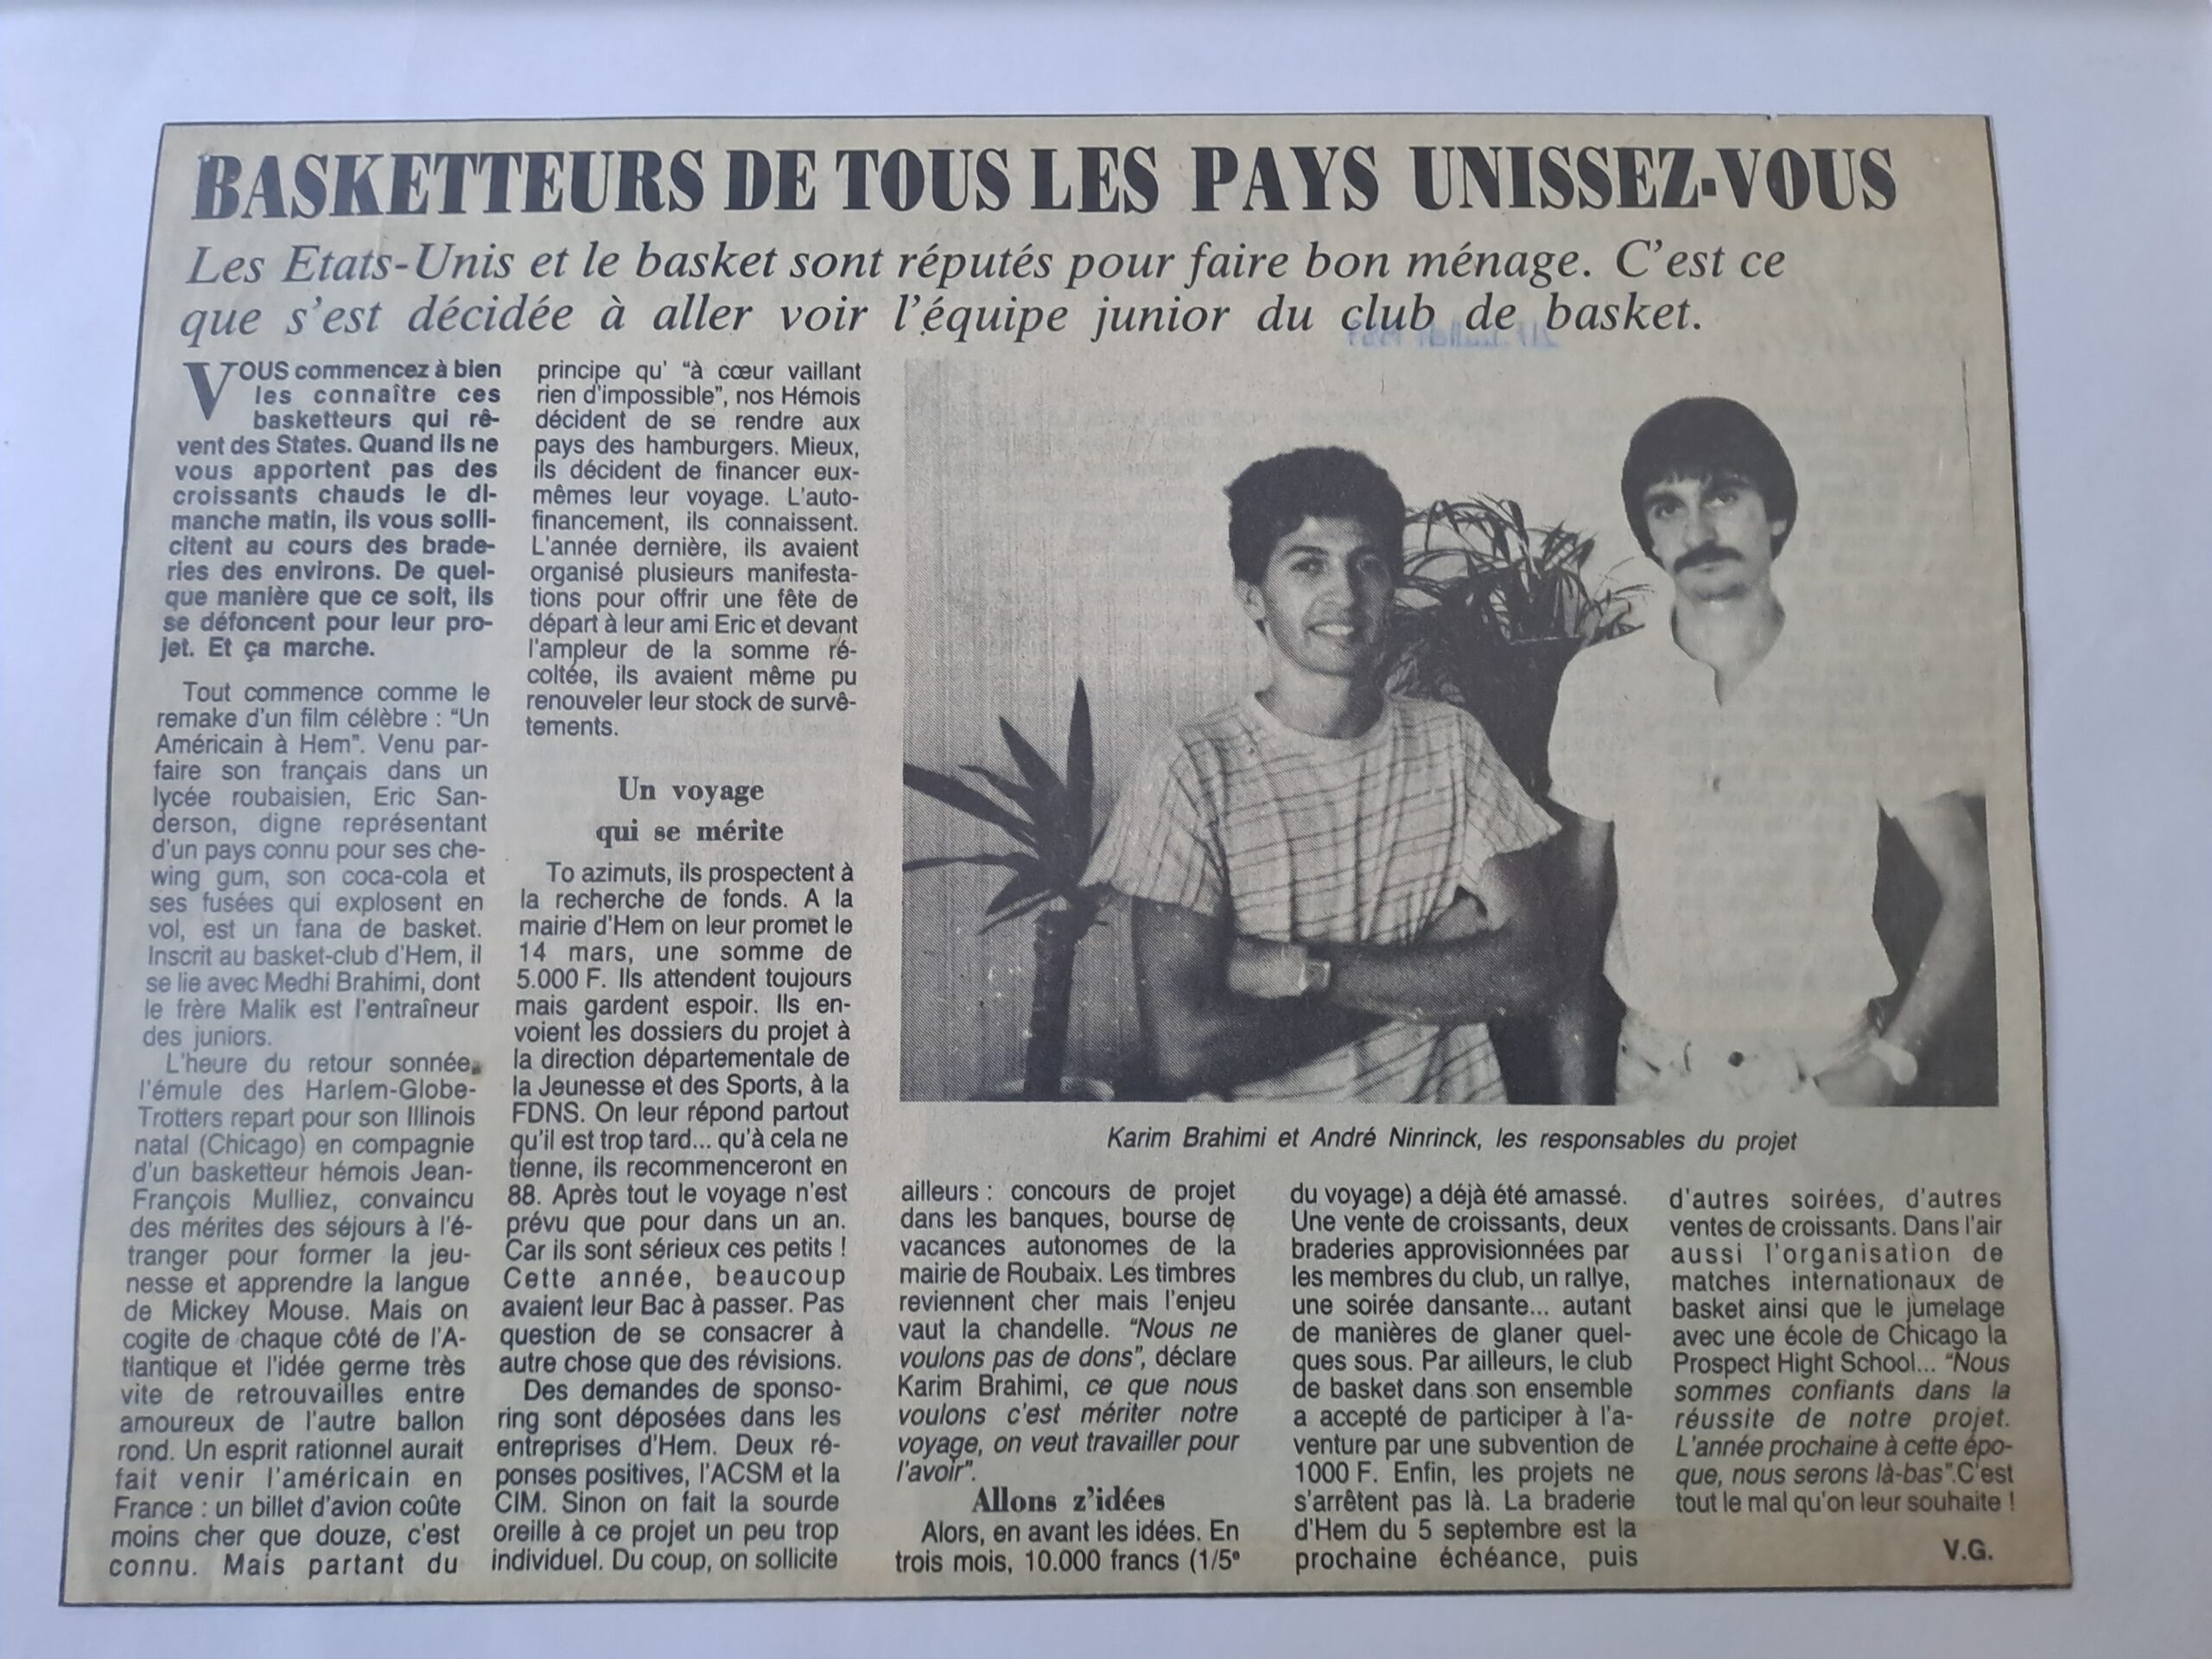 BASKETTEURS DE TOUS LES PAYS UNISSEZ-VOUS
Les Etats-Unis et le basket sont réputés pour faire bon ménage. C'est ce
que s'est décidée à aller voir l'équipe junior du club de basket.
VOUS commencez à bien
les connaître ces
basketteurs qui rê-
vent des States. Quand ils ne
vous apportent pas des
croissants chauds le di-
manche matin, ils vous solli-
citent au cours des brade-
ries des environs. De quel-
que manière que ce soit, ils
se défoncent pour leur pro-
jet. Et ça marche.
Tout commence comme le
remake d'un film célèbre : "Un
Américain à Hem". Venu par-
faire son français dans un
lycée roubaisien, Eric San-
derson, digne représentant
d'un pays connu pour ses che-
wing gum, son coca-cola et
ses fusées qui explosent en
vol, est un fana de basket.
Inscrit au basket-club d'Hem, il
se lie avec Medhi Brahimi, dont
le frère Malik est l'entraîneur
des juniors.
L'heure du retour sonnée,
l'émule des Harlem-Globe-
Trotters repart pour son Illinois
natal (Chicago) en compagnie
d'un basketteur hémois Jean-
François Mulliez, convaincu
des mérites des séjours à l'é-
tranger pour former la jeu-
nesse et apprendre la langue
de Mickey Mouse. Mais on
cogite de chaque côté de l'A-
tlantique et l'idée germe très
vite de retrouvailles entre
amoureux de l'autre ballon
rond. Un esprit rationnel aurait
fait venir l'américain en
France : un billet d'avion coûte
moins cher que douze, c'est
connu. Mais partant du
principe qu' "à cœur vaillant
rien d'impossible", nos Hémois
décident de se rendre aux
pays des hamburgers. Mieux,
ils décident de financer eux-
mêmes leur voyage. L'auto-
financement, ils connaissent.
L'année dernière, ils avaient
organisé plusieurs manifesta-
tions pour offrir une fête de
départ à leur ami Eric et devant
l'ampleur de la somme ré-
coltée, ils avaient même pu
renouveler leur stock de survê-
tements.
Un voyage
qui se mérite
To azimuts, ils prospectent à
la recherche de fonds. A la
mairie d'Hem on leur promet le
14 mars, une somme de
5.000 F. Ils attendent toujours
mais gardent espoir. Ils en-
voient les dossiers du projet à
la direction départementale de
la Jeunesse et des Sports, à la
FDNS. On leur répond partout
qu'il est trop tard... qu'à cela ne
tienne, ils recommenceront en
88. Après tout le voyage n'est
prévu que pour dans un an.
Car ils sont sérieux ces petits !
Cette année, beaucoup
avaient leur Bac à passer. Pas
question de se consacrer à
autre chose que des révisions.
Des demandes de sponso-
ring sont déposées dans les
entreprises d'Hem. Deux ré-
ponses positives, l'ACSM et la
CIM. Sinon on fait la sourde
oreille à ce projet un peu trop
individuel. Du coup, on sollicite
Karim Brahimi et André Ninrinck, les responsables du projet
ailleurs : concours de projet
dans les banques, bourse de
vacances autonomes de la
mairie de Roubaix. Les timbres
reviennent cher mais l'enjeu
vaut la chandelle. "Nous ne
voulons pas de dons", déclare
Karim Brahimi, ce que nous
voulons c'est mériter notre
voyage, on veut travailler pour
l'avoir".
Allons z'idées
Alors, en avant les idées. En
trois mois, 10.000 francs (1/5e
du voyage) a déjà été amassé.
Une vente de croissants, deux
braderies approvisionnées par
les membres du club, un rallye,
une soirée dansante... autant
de manières de glaner quel-
ques sous. Par ailleurs, le club
de basket dans son ensemble
a accepté de participer à l'a-
venture par une subvention de
1000 F. Enfin, les projets ne
s'arrêtent pas là. La braderie
d'Hem du 5 septembre est la
prochaine échéance, puis
d'autres soirées, d'autres
ventes de croissants. Dans l'air
aussi l'organisation de
matches internationaux de
basket ainsi que le jumelage
avec une école de Chicago la
Prospect Hight School... "Nous
sommes confiants dans la
réussite de notre projet.
L'année prochaine à cette épo-
que, nous serons là-bas".C'est
tout le mal qu'on leur souhaite !
V.G.